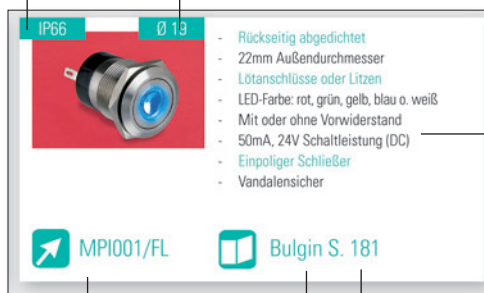 IP66
Ø 19
- Rückseitig abgedichtet
- 22mm Außendurchmesser
- Lötanschlüsse oder Litzen
- LED-Farbe: rot, grün, gelb, blau o. weiß
- Mit oder ohne Vorwiderstand
- 50mA, 24V Schaltleistung (DC)
- Einpoliger Schließer
- Vandalensicher
MPI001/FL
Bulgin S. 181